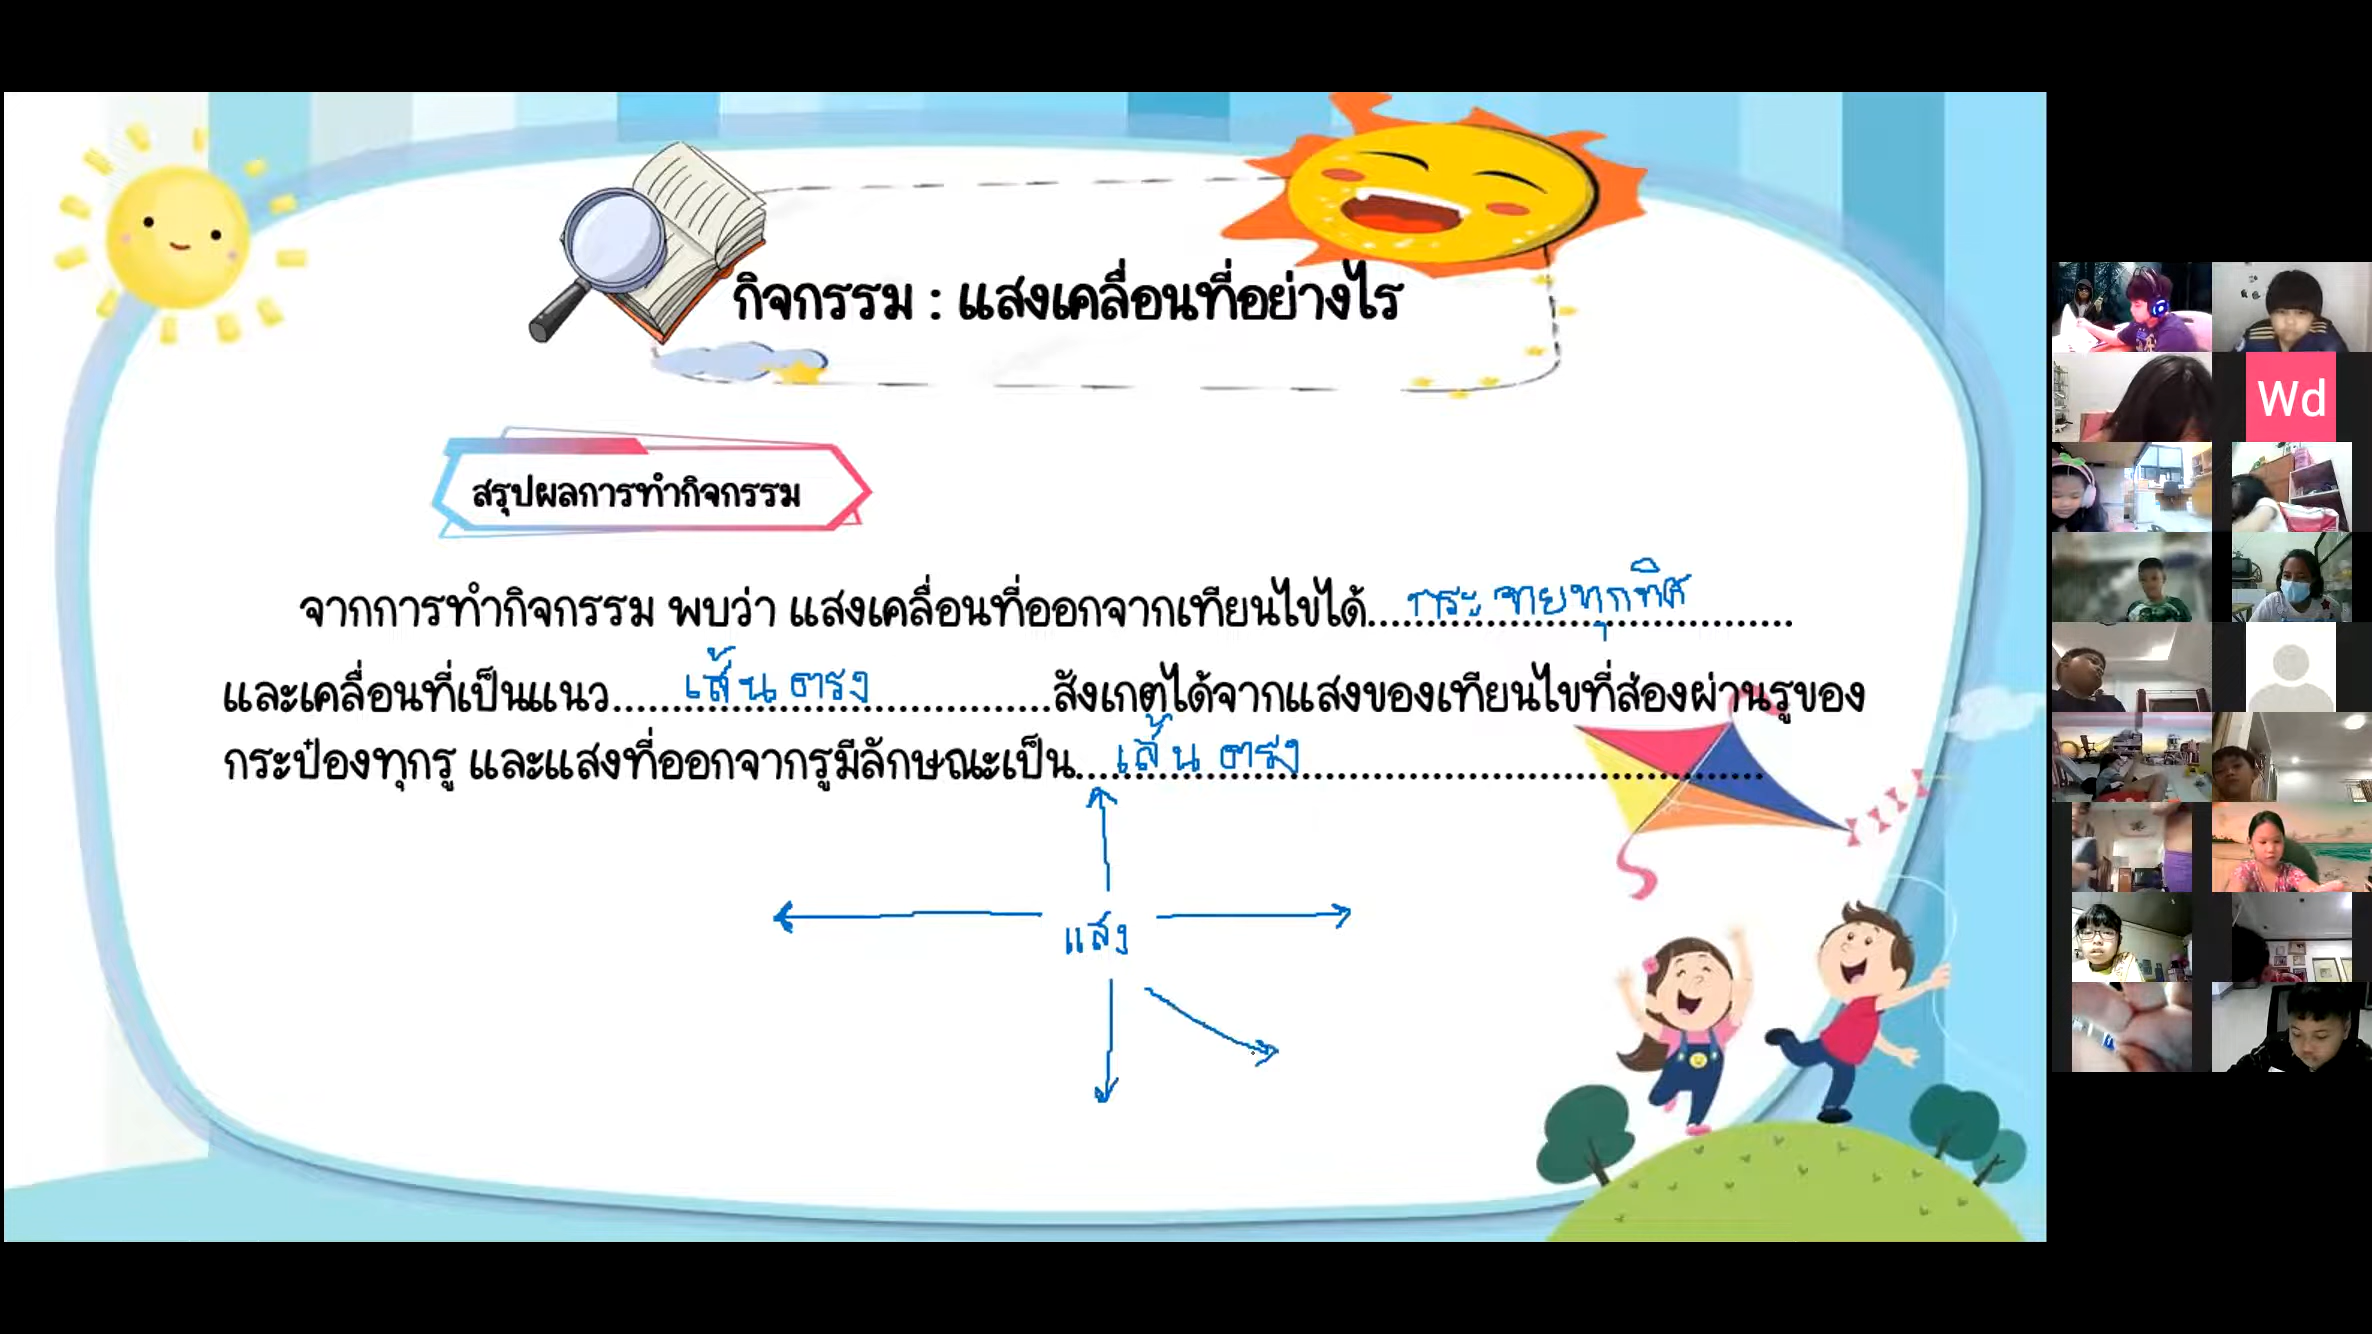 กิจกรรม : แสงเคลื่อนที่อย่างไร
สรุปผลการทำกิจกรรม
จากการทำกิจกรรม พบว่า แสงเคลื่อนที่ออกจากเทียนไขได้....กระจายทุกทิศ....
และเคลื่อนที่เป็นแนว....เส้นตรง....สังเกตได้จากแสงของเทียนไขที่ส่องผ่านรูของ
กระป๋องทุกรู และแสงที่ออกจากรูมีลักษณะเป็น....เส้นตรง....
แสง
Wd